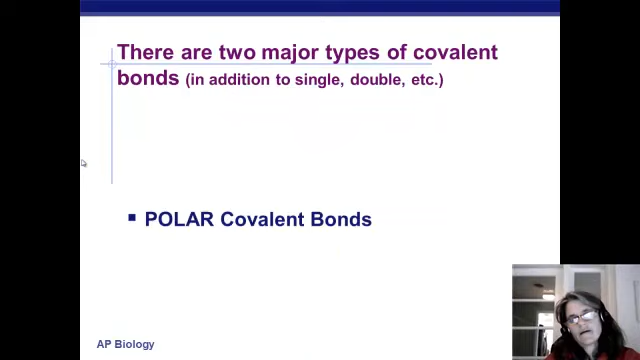 There are two major types of covalent
bonds (in addition to single, double, etc.)
POLAR Covalent Bonds
AP Biology